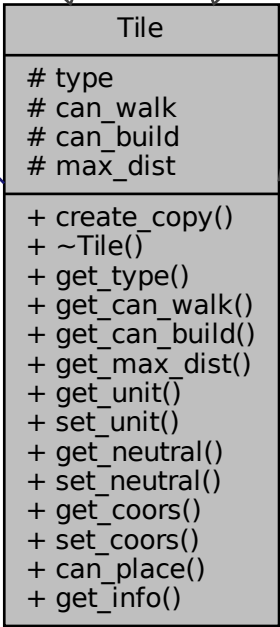 Tile
# type
# can_walk
# can_build
# max_dist
+ create_copy()
+ ~Tile()
+ get_type()
+ get_can_walk()
+ get_can_build()
+ get_max_dist()
+ get_unit()
+ set_unit()
+ get_neutral()
+ set_neutral()
+ get_coors()
+ set_coors()
+ can_place()
+ get_info()